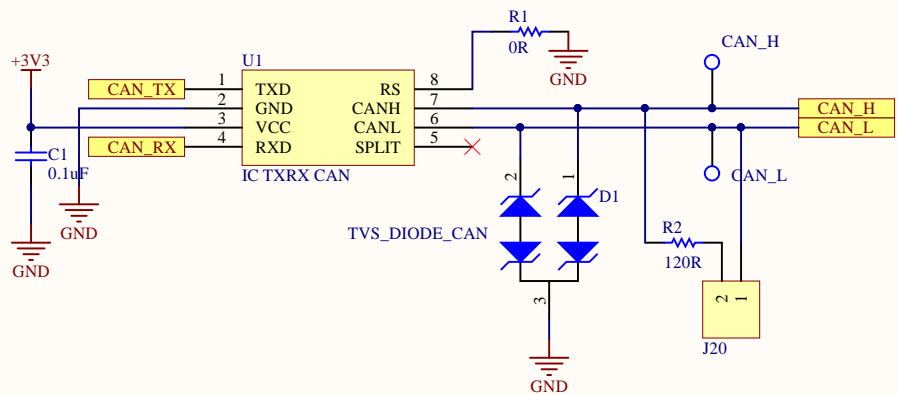 R1
0R
GND
CAN_H
+3V3
U1
CAN_TX
1
TXD
RS
8
2
GND
CANH
7
CAN_H
3
VCC
CANL
6
CAN_L
CAN_RX
4
RXD
SPLIT
5
C1
0.1uF
IC TXRX CAN
GND
GND
2
1
D1
CAN_L
TVS_DIODE_CAN
R2
120R
3
2
1
J20
GND